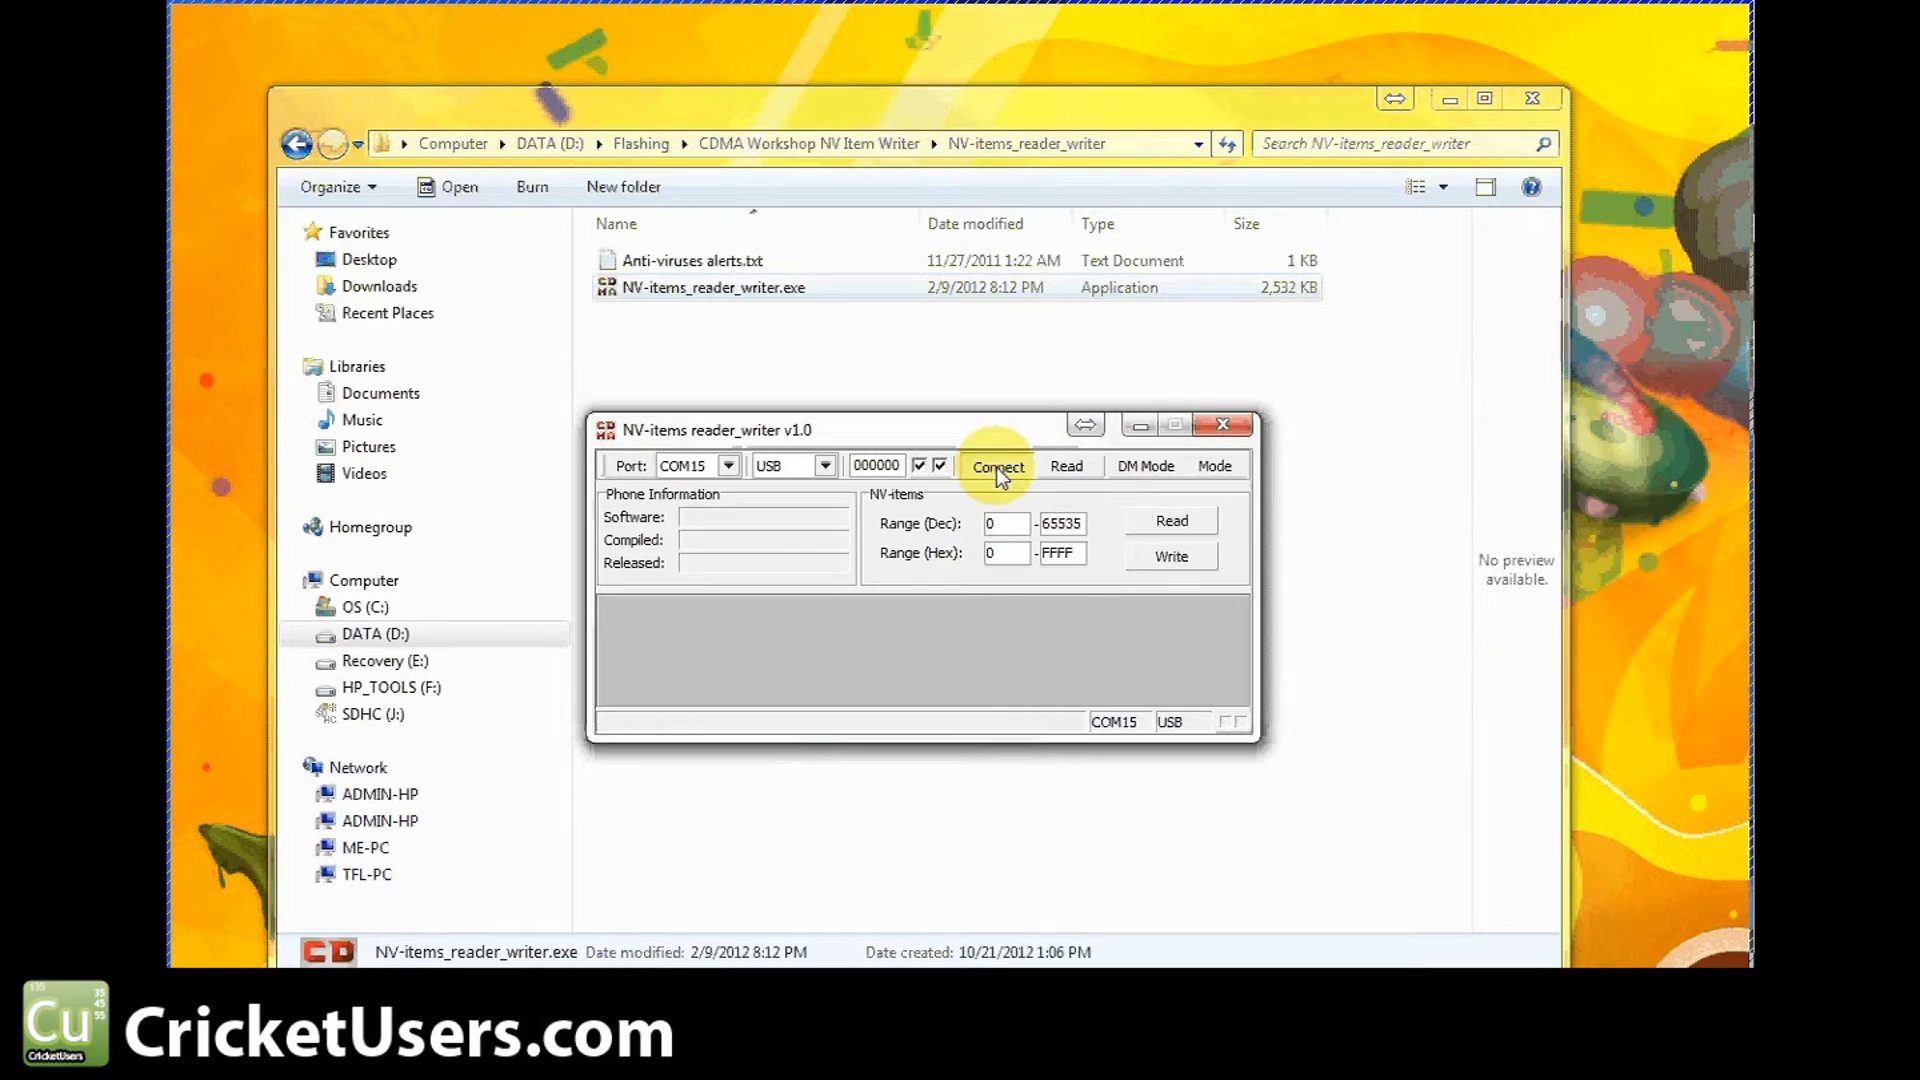 Computer DATA (D:) Flashing CDMA Workshop NV Item Writer NV-items_reader_writer Search NV-items_reader_writer
Organize Open Burn New folder
Name Date modified Type Size
Anti-viruses alerts.txt 11/27/2011 1:22 AM Text Document 1 KB
NV-items_reader_writer.exe 2/9/2012 8:12 PM Application 2,532 KB
Favorites
Desktop
Downloads
Recent Places
Libraries
Documents
Music
Pictures
Videos
Homegroup
Computer
OS (C:)
DATA (D:)
Recovery (E:)
HP_TOOLS (F:)
SDHC (J:)
Network
ADMIN-HP
ADMIN-HP
ME-PC
TFL-PC
NV-items reader_writer v1.0
Port: COM15 USB 000000 Connect Read DM Mode Mode
Phone Information
Software:
Compiled:
Released:
NV-items
Range (Dec): 0 - 65535 Read
Range (Hex): 0 - FFFF Write
COM15 USB
No preview
available.
CD NV-items_reader_writer.exe Date modified: 2/9/2012 8:12 PM Date created: 10/21/2012 1:06 PM
135
35
45
55
Cu
CricketUsers
CricketUsers.com